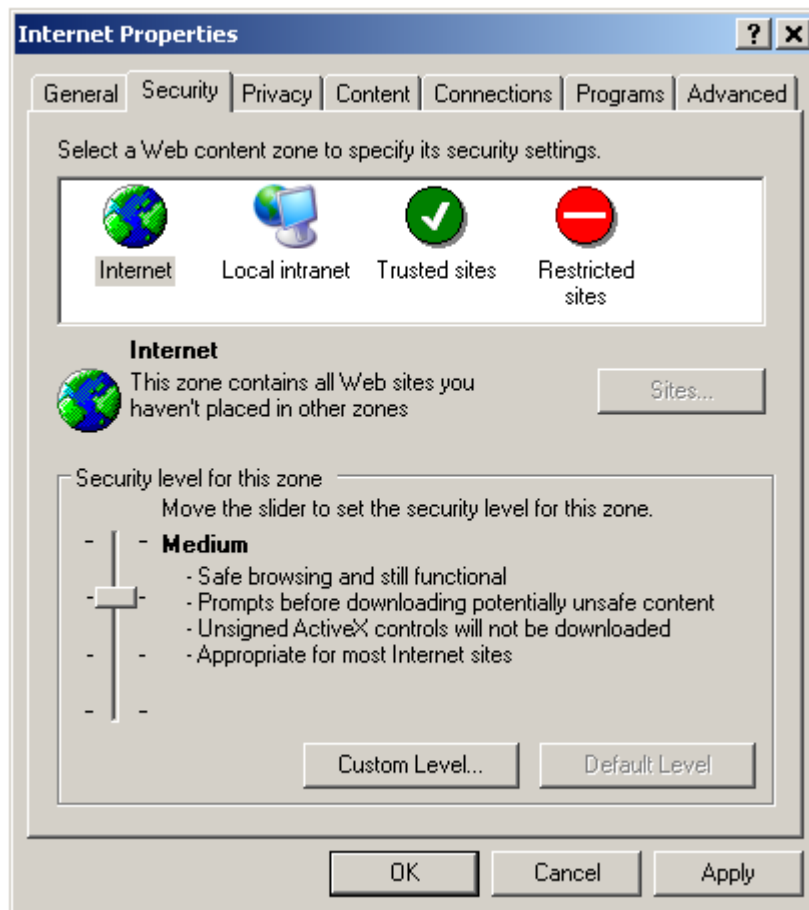 Internet Properties
General Security Privacy Content Connections Programs Advanced
Select a Web content zone to specify its security settings.
Internet Local intranet Trusted sites Restricted
sites
Internet
This zone contains all Web sites you
haven't placed in other zones
Sites...
Security level for this zone
Move the slider to set the security level for this zone.
Medium
- Safe browsing and still functional
- Prompts before downloading potentially unsafe content
- Unsigned ActiveX controls will not be downloaded
- Appropriate for most Internet sites
Custom Level... Default Level
OK Cancel Apply